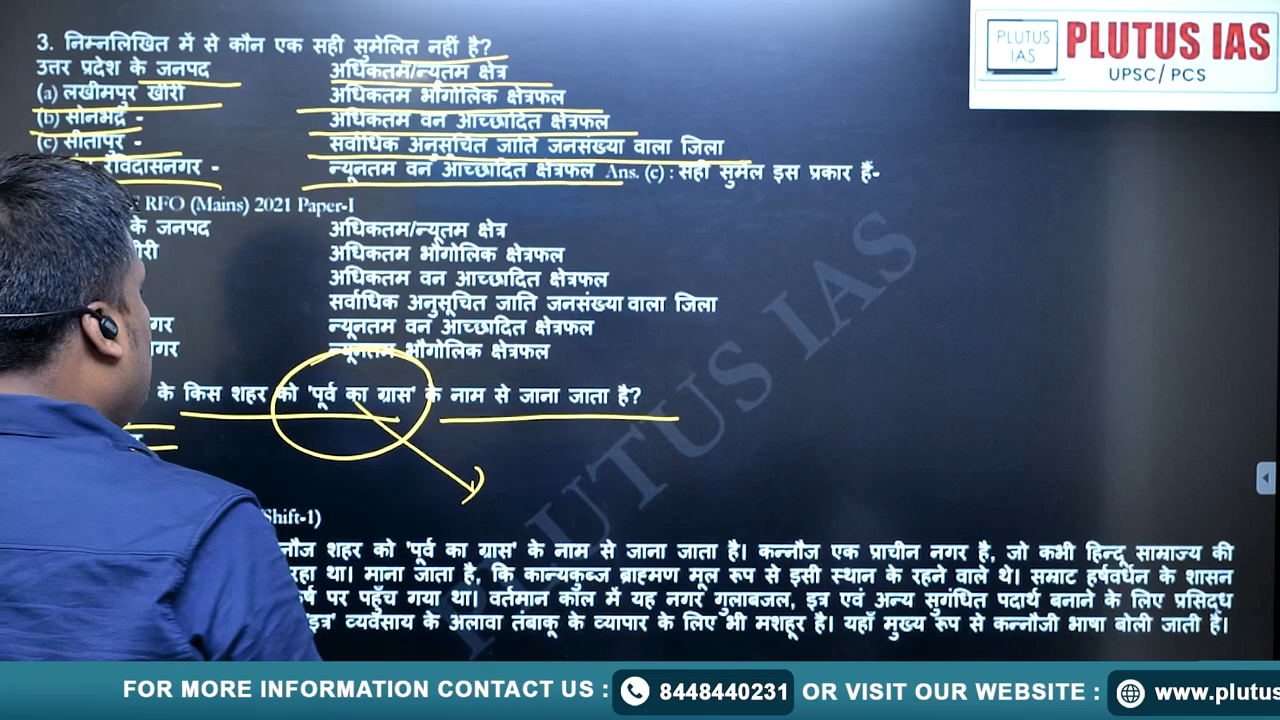 PLUTUS IAS
PLUTUS IAS
UPSC/ PCS
3. निम्नलिखित में से कौन एक सही सुमेलित नहीं है?
उत्तर प्रदेश के जनपद अधिकतम/न्यूतम क्षेत्र
(a) लखीमपुर खीरी अधिकतम भौगोलिक क्षेत्रफल
(b) सोनभद्र - अधिकतम वन आच्छादित क्षेत्रफल
(c) सीतापुर - सर्वाधिक अनुसूचित जाति जनसंख्या वाला जिला
रविदासनगर - न्यूनतम वन आच्छादित क्षेत्रफल Ans. (c) : सही सुमेल इस प्रकार हैं-
RFO (Mains) 2021 Paper-I
के जनपद अधिकतम/न्यूतम क्षेत्र
अधिकतम भौगोलिक क्षेत्रफल
अधिकतम वन आच्छादित क्षेत्रफल
सर्वाधिक अनुसूचित जाति जनसंख्या वाला जिला
न्यूनतम वन आच्छादित क्षेत्रफल
न्यूनतम भौगोलिक क्षेत्रफल
के किस शहर को 'पूर्व का ग्रास' के नाम से जाना जाता है?
Shift-1)
शहर को 'पूर्व का ग्रास' के नाम से जाना जाता है। कन्नौज एक प्राचीन नगर है, जो कभी हिन्दू साम्राज्य की
रहा था। माना जाता है, कि कान्यकुब्ज ब्राह्मण मूल रूप से इसी स्थान के रहने वाले थे। सम्राट हर्षवर्धन के शासन
पर पहुँच गया था। वर्तमान काल में यह नगर गुलाबजल, इत्र एवं अन्य सुगंधित पदार्थ बनाने के लिए प्रसिद्ध
'इत्र' व्यवसाय के अलावा तंबाकू के व्यापार के लिए भी मशहूर है। यहाँ मुख्य रूप से कन्नौजी भाषा बोली जाती हैं।
PLUTUS IAS
FOR MORE INFORMATION CONTACT US : 8448440231 OR VISIT OUR WEBSITE : www.plutus